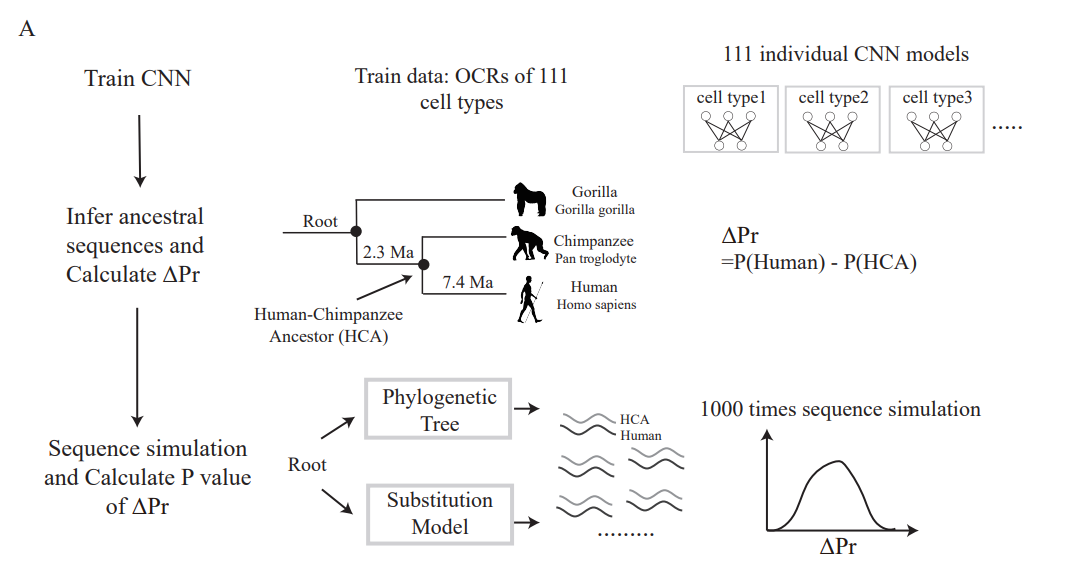 A
Train CNN
Train data: OCRs of 111
cell types
111 individual CNN models
cell type1
cell type2
cell type3
.....
Infer ancestral
sequences and
Calculate ΔPr
Root
2.3 Ma
7.4 Ma
Gorilla
Gorilla gorilla
Chimpanzee
Pan troglodyte
Human
Homo sapiens
Human-Chimpanzee
Ancestor (HCA)
ΔPr
=P(Human) - P(HCA)
Sequence simulation
and Calculate P value
of ΔPr
Root
Phylogenetic
Tree
Substitution
Model
HCA
Human
.........
1000 times sequence simulation
ΔPr